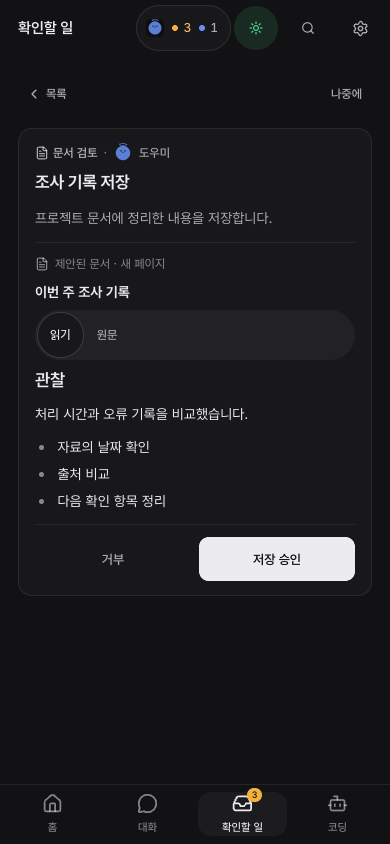 확인할 일
3 1
목록
나중에
문서 검토 · 도우미
조사 기록 저장
프로젝트 문서에 정리한 내용을 저장합니다.
제안된 문서 · 새 페이지
이번 주 조사 기록
읽기 원문
관찰
처리 시간과 오류 기록을 비교했습니다.
• 자료의 날짜 확인
• 출처 비교
• 다음 확인 항목 정리
거부 저장 승인
3
홈 대화 확인할 일 코딩